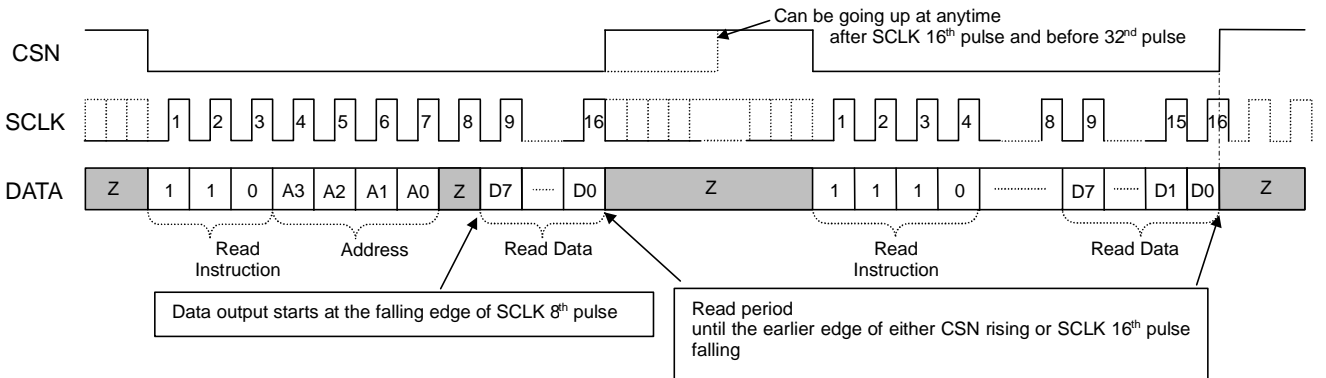 Can be going up at anytime
after SCLK 16th pulse and before 32nd pulse
CSN
SCLK 1 2 3 4 5 6 7 8 9 16 1 2 3 4 8 9 15 16
DATA Z 1 1 0 A3 A2 A1 A0 Z D7 ...... D0 Z 1 1 1 0 .............. D7 ...... D1 D0 Z
Read Instruction Address Read Data Read Instruction Read Data
Data output starts at the falling edge of SCLK 8th pulse
Read period
until the earlier edge of either CSN rising or SCLK 16th pulse
falling